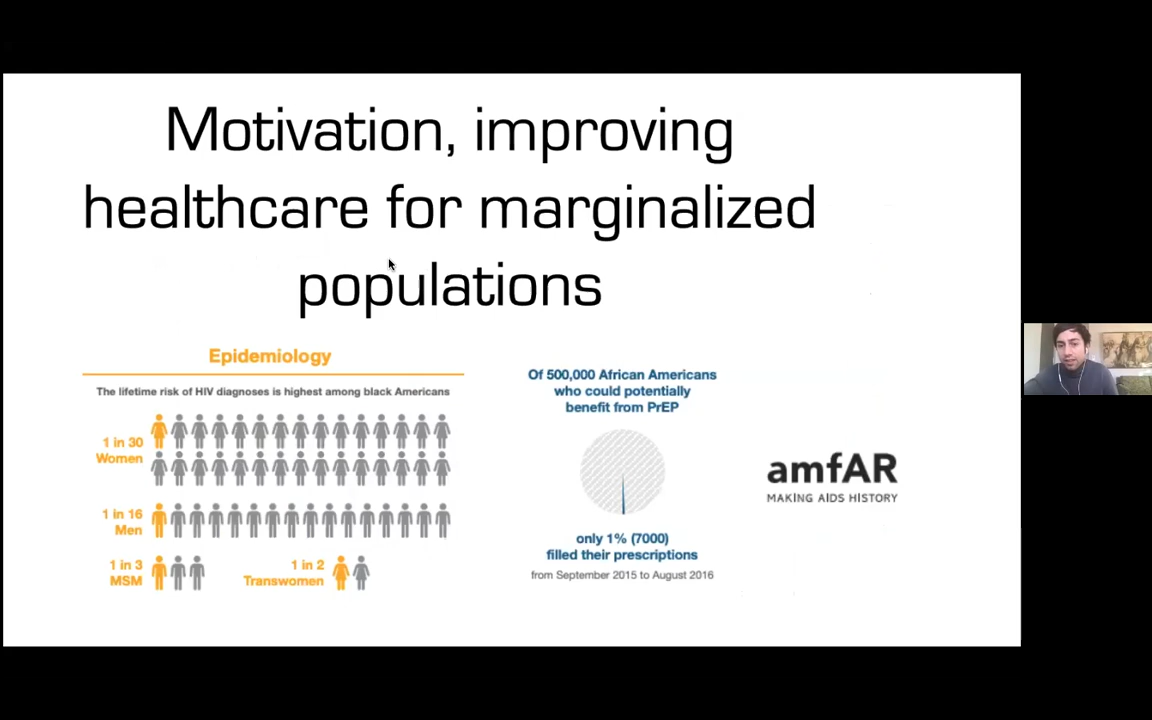 Motivation, improving
healthcare for marginalized
populations
Epidemiology
The lifetime risk of HIV diagnoses is highest among black Americans
1 in 30
Women
1 in 16
Men
1 in 3
MSM
1 in 2
Transwomen
Of 500,000 African Americans
who could potentially
benefit from PrEP
only 1% (7000)
filled their prescriptions
from September 2015 to August 2016
amfAR
MAKING AIDS HISTORY